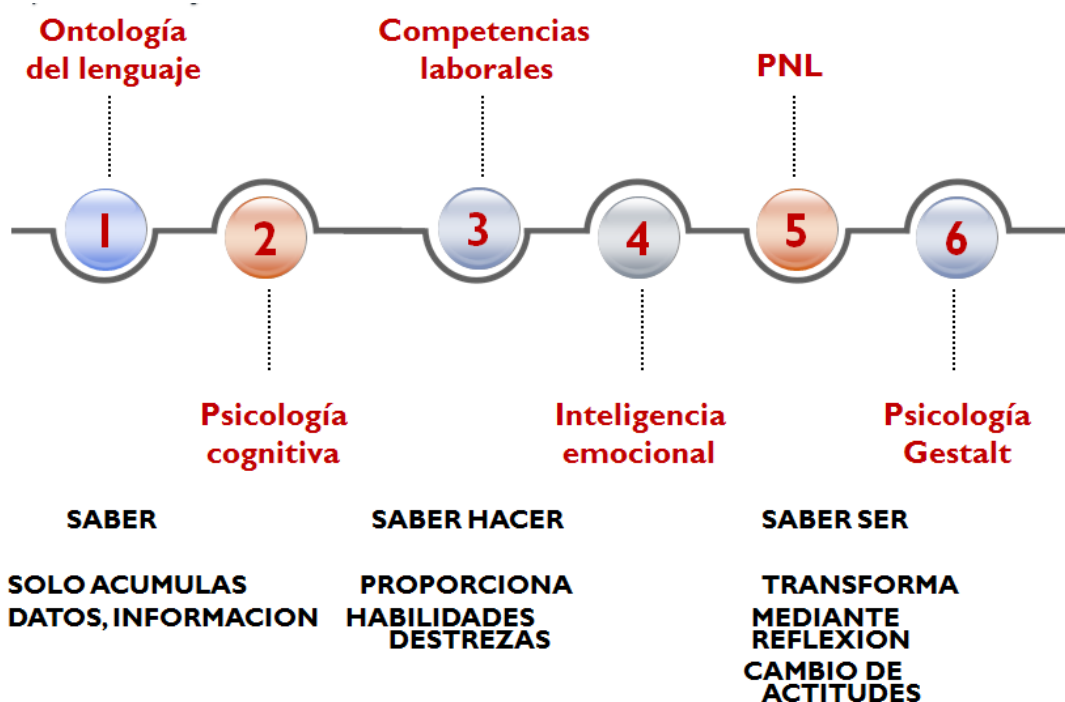 Ontología
del lenguaje
Competencias
laborales
PNL
1
2
3
4
5
6
Psicología
cognitiva
Inteligencia
emocional
Psicología
Gestalt
SABER
SABER HACER
SABER SER
SOLO ACUMULAS
DATOS, INFORMACION
PROPORCIONA
HABILIDADES
DESTREZAS
TRANSFORMA
MEDIANTE
REFLEXION
CAMBIO DE
ACTITUDES